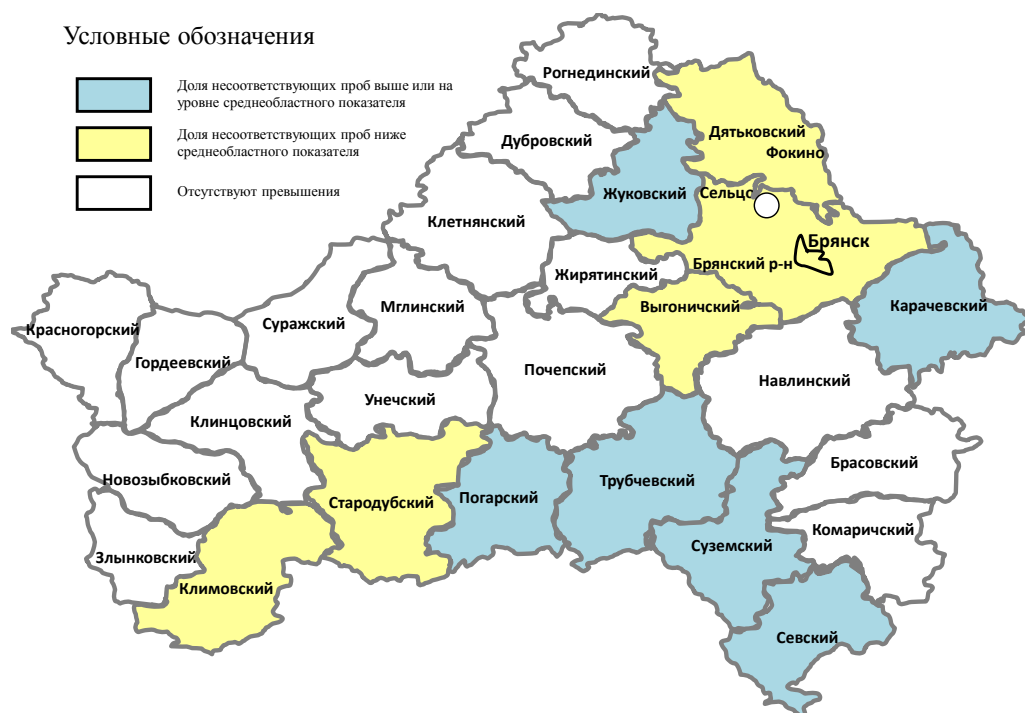 Условные обозначения
Доля несоответствующих проб выше или на
уровне среднеобластного показателя
Доля несоответствующих проб ниже
среднеобластного показателя
Отсутствуют превышения
Рогнединский
Дубровский
Дятьковский
Фокино
Жуковский
Сельцо
Клетнянский
Брянск
Брянский р-н
Жирятинский
Выгоничский
Карачевский
Мглинский
Суражский
Красногорский
Гордеевский
Почепский
Навлинский
Унечский
Клинцовский
Новозыбковский
Стародубский
Погарский
Трубчевский
Брасовский
Комаричский
Злынковский
Климовский
Суземский
Севский